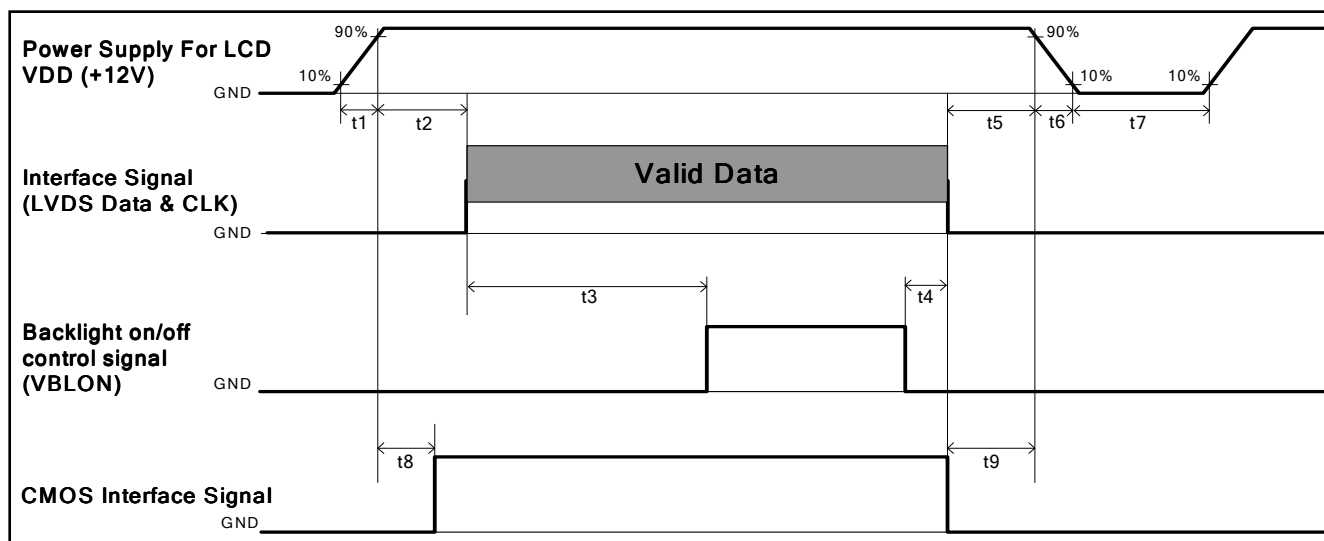 Power Supply For LCD
VDD (+12V)
90%
10%
GND
90%
10%
10%
t1
t2
t5
t6
t7
Interface Signal
(LVDS Data & CLK)
Valid Data
GND
t3
t4
Backlight on/off
control signal
(VBLON)
GND
t8
t9
CMOS Interface Signal
GND